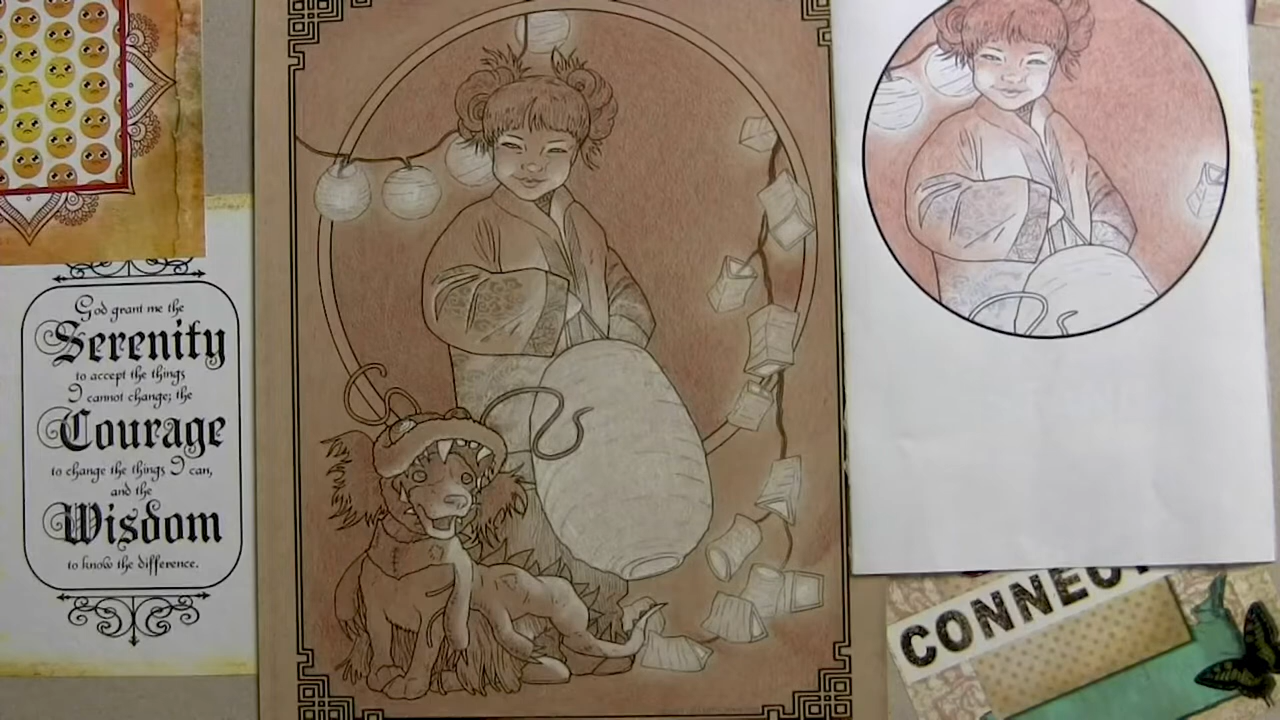 God grant me the
Serenity
to accept the things
I cannot change; the
Courage
to change the things I can,
and the
Wisdom
to know the difference.
CONNECT